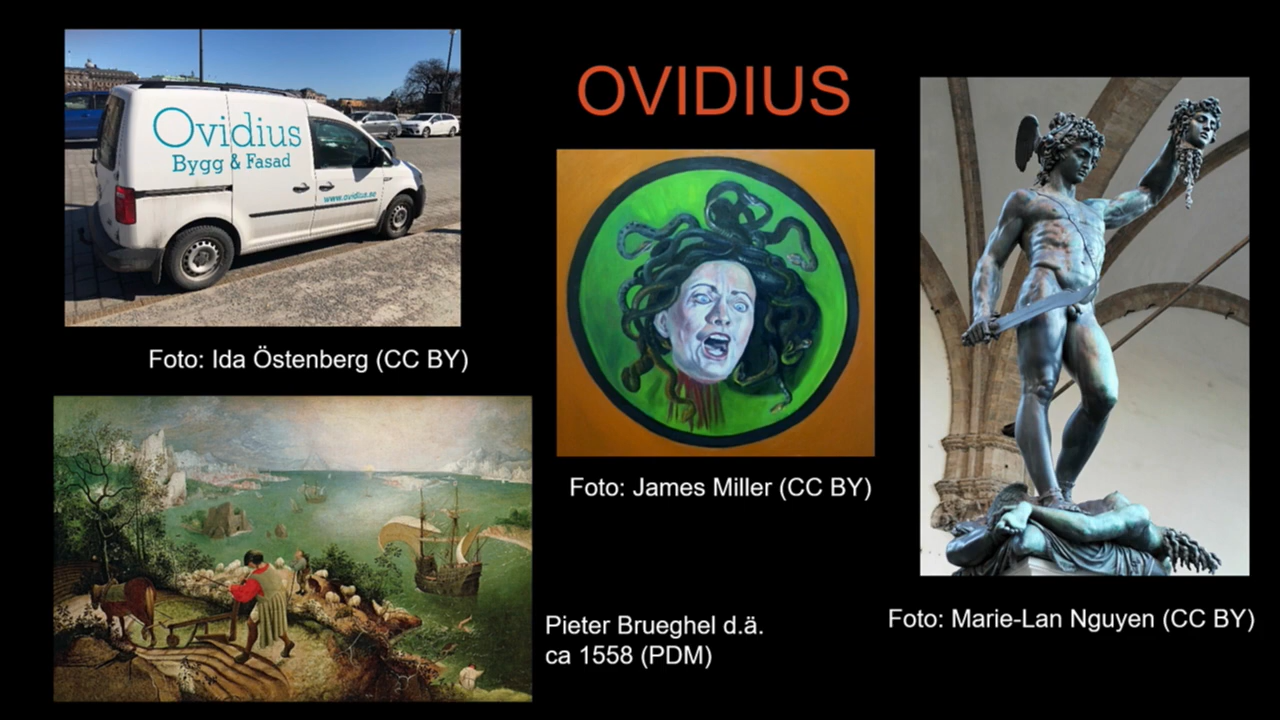 OVIDIUS
Ovidius
Bygg & Fasad
www.ovidius.se
Foto: Ida Östenberg (CC BY)
Foto: James Miller (CC BY)
Pieter Brueghel d.ä.
ca 1558 (PDM)
Foto: Marie-Lan Nguyen (CC BY)